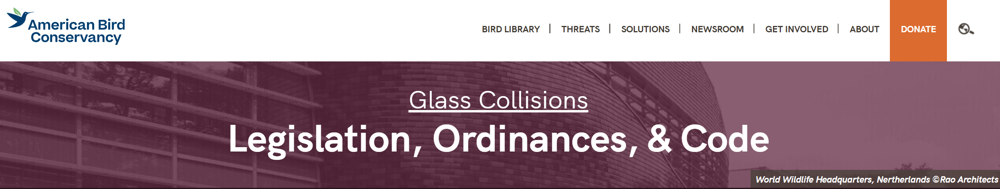 American Bird
Conservancy
BIRD LIBRARY | THREATS | SOLUTIONS | NEWSROOM | GET INVOLVED | ABOUT DONATE
Glass Collisions
Legislation, Ordinances, & Code
World Wildlife Headquarters, Nertherlands ©Rao Architects